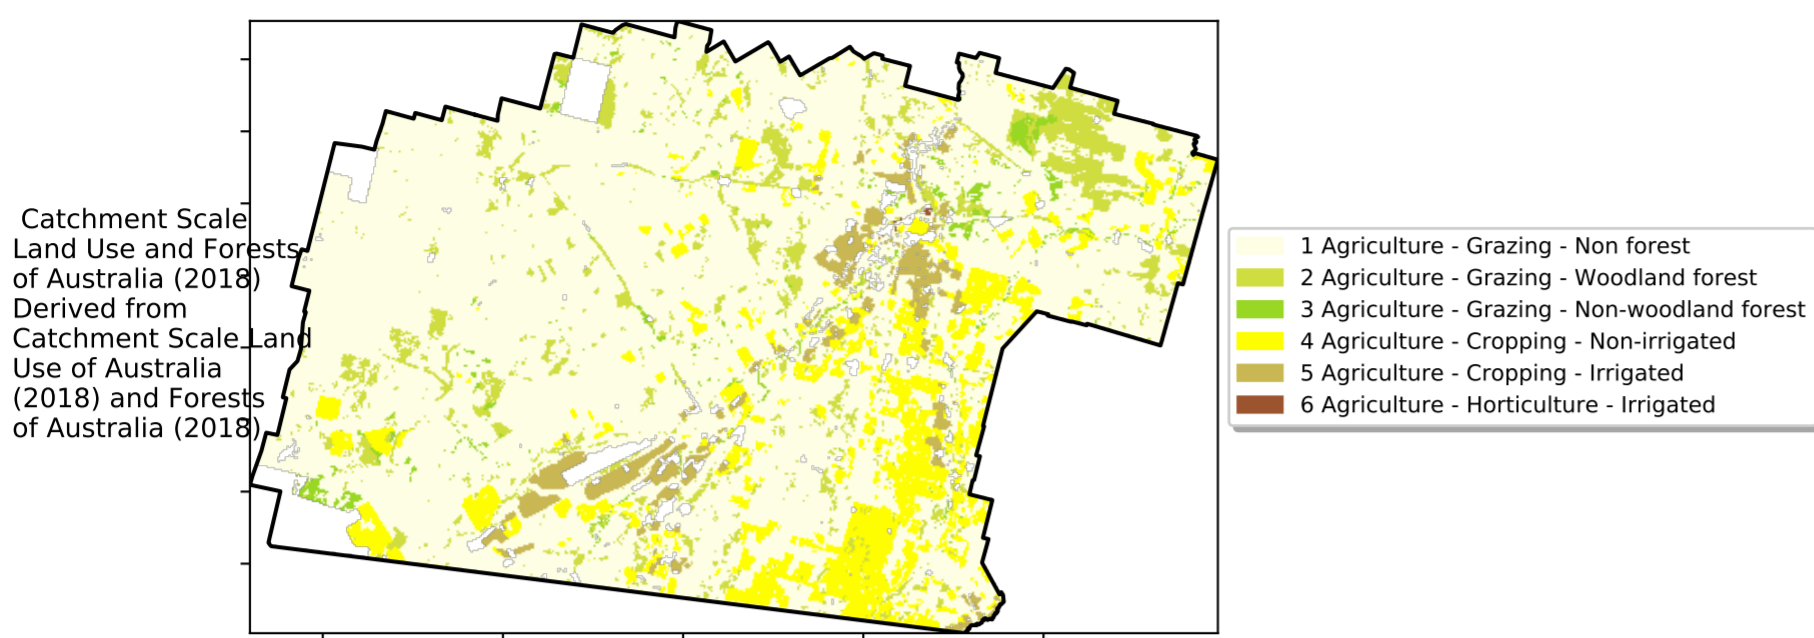 Catchment Scale
Land Use and Forests
of Australia (2018)
Derived from
Catchment Scale Land
Use of Australia
(2018) and Forests
of Australia (2018)
1 Agriculture - Grazing - Non forest
2 Agriculture - Grazing - Woodland forest
3 Agriculture - Grazing - Non-woodland forest
4 Agriculture - Cropping - Non-irrigated
5 Agriculture - Cropping - Irrigated
6 Agriculture - Horticulture - Irrigated